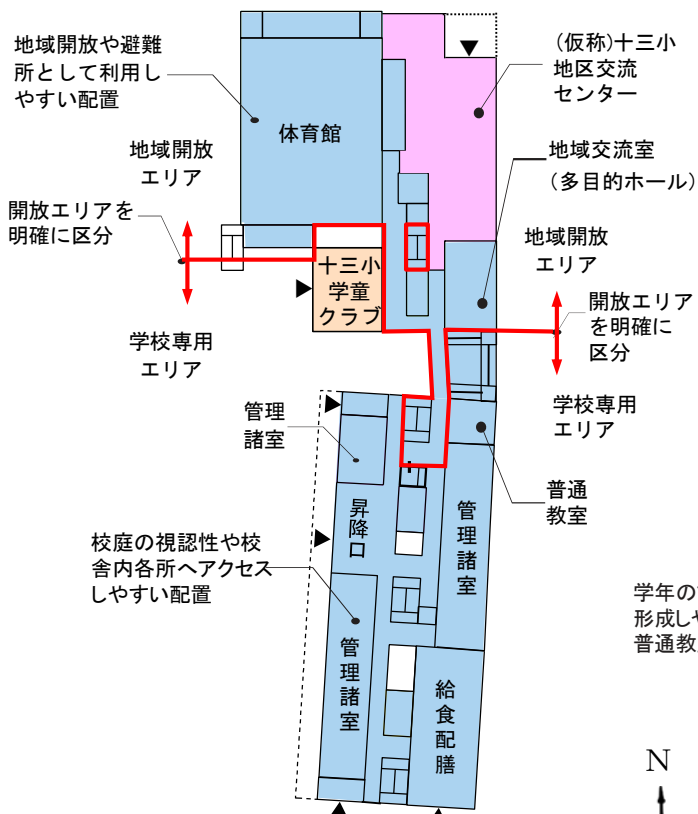 地域開放や避難
所として利用し
やすい配置
地域開放
エリア
開放エリアを
明確に区分
学校専用
エリア
体育館
(仮称)十三小
地区交流
センター
地域交流室
(多目的ホール)
地域開放
エリア
開放エリア
を明確に
区分
学校専用
エリア
十三小
学童
クラブ
管理
諸室
昇降口
管理諸室
普通
教室
校庭の視認性や校
舎内各所へアクセス
しやすい配置
管理諸室
給食配膳
学年の
形成しや
普通教
N